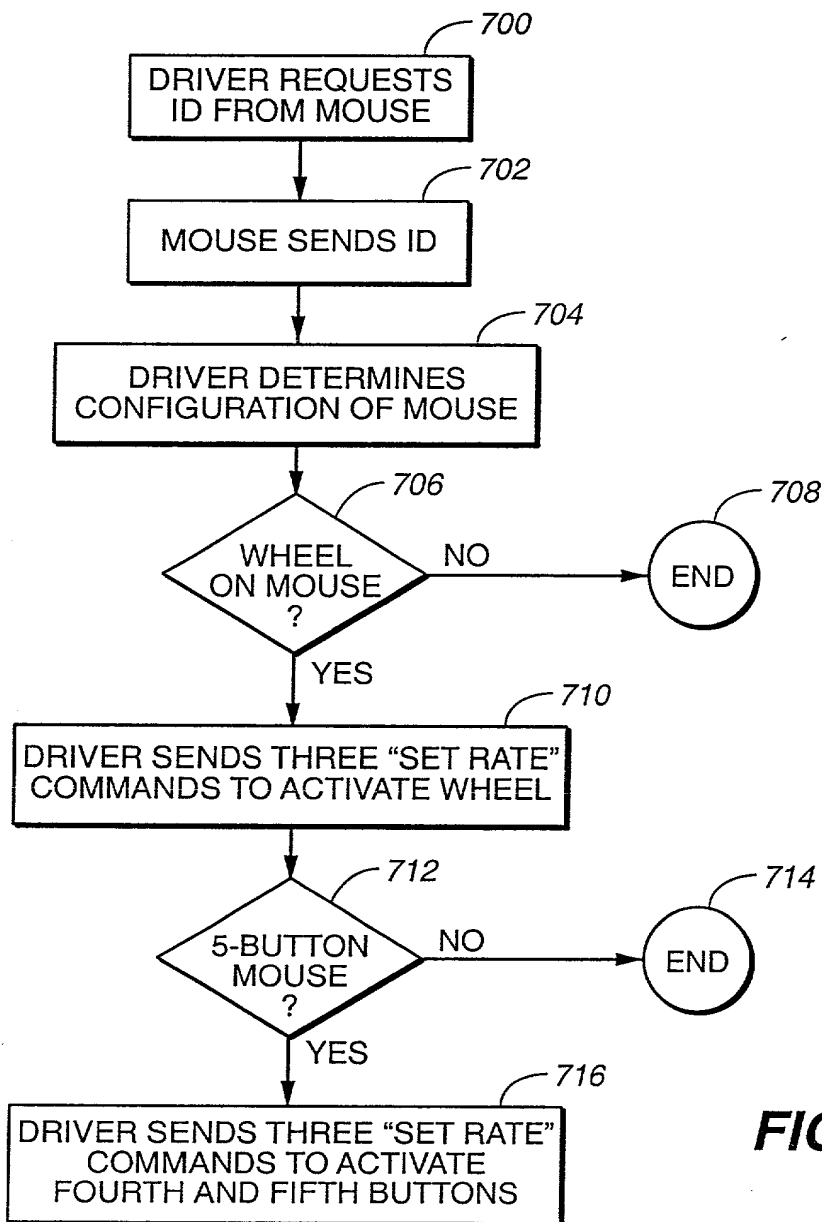 700
DRIVER REQUESTS
ID FROM MOUSE
702
MOUSE SENDS ID
704
DRIVER DETERMINES
CONFIGURATION OF MOUSE
706
WHEEL
ON MOUSE
?
NO
708
END
YES
710
DRIVER SENDS THREE “SET RATE”
COMMANDS TO ACTIVATE WHEEL
712
5-BUTTON
MOUSE
?
NO
714
END
YES
716
DRIVER SENDS THREE “SET RATE”
COMMANDS TO ACTIVATE
FOURTH AND FIFTH BUTTONS